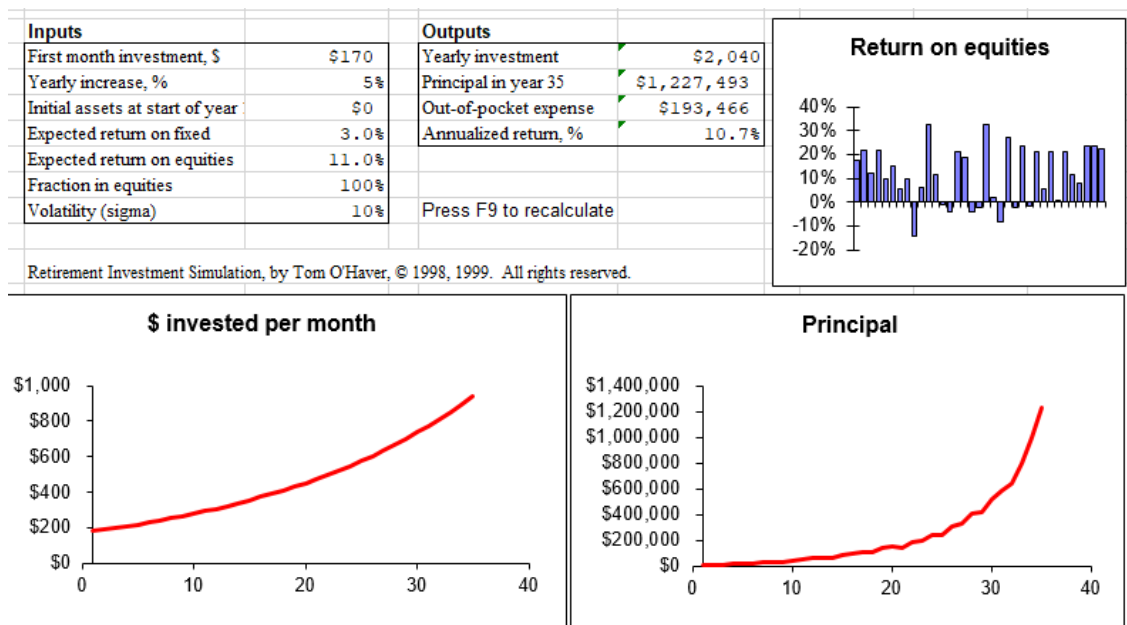 Inputs
First month investment, $ $170
Yearly increase, % 5%
Initial assets at start of year $0
Expected return on fixed 3.0%
Expected return on equities 11.0%
Fraction in equities 100%
Volatility (sigma) 10%
Outputs
Yearly investment $2,040
Principal in year 35 $1,227,493
Out-of-pocket expense $193,466
Annualized return, % 10.7%
Press F9 to recalculate
Retirement Investment Simulation, by Tom O'Haver, © 1998, 1999. All rights reserved.
Return on equities
40%
30%
20%
10%
0%
-10%
-20%
$ invested per month
$1,000
$800
$600
$400
$200
$0
0 10 20 30 40
Principal
$1,400,000
$1,200,000
$1,000,000
$800,000
$600,000
$400,000
$200,000
$0
0 10 20 30 40